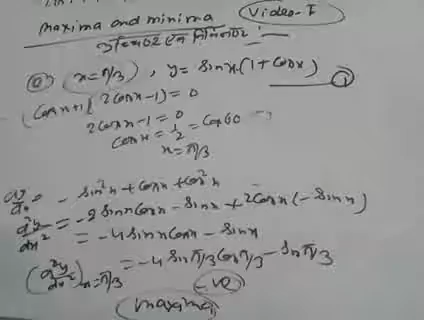 maxima and minima Video-I
(a) x=π/3), y= sinx(1+cosx) ①
(cosx+1)(2cosx-1)=0
2cosx-1=0
cosx=1/2=cos60
x=π/3
dy/dx= -sin²x+cosx+cos²x
d²y/dx²=-2sinxcosx-sinx+2cosx(-sinx)
=-4sinxcosx-sinx
(d²y/dx²)x=π/3 =-4sinπ/3cosπ/3-sinπ/3
-ve
maxima